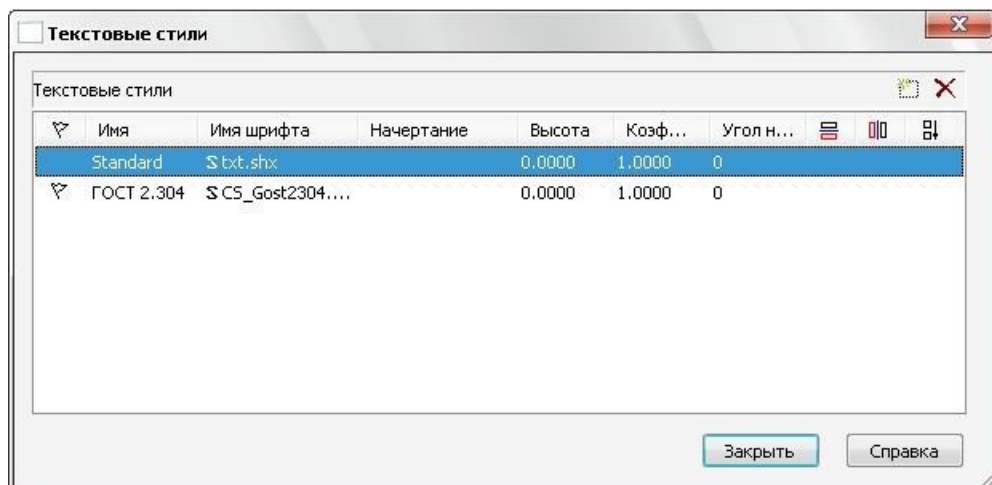 Текстовые стили
Текстовые стили
Имя Имя шрифта Начертание Высота Коэф... Угол н...
Standard txt.shx 0.0000 1.0000 0
ГОСТ 2.304 CS_Gost2304.... 0.0000 1.0000 0
Закрыть Справка